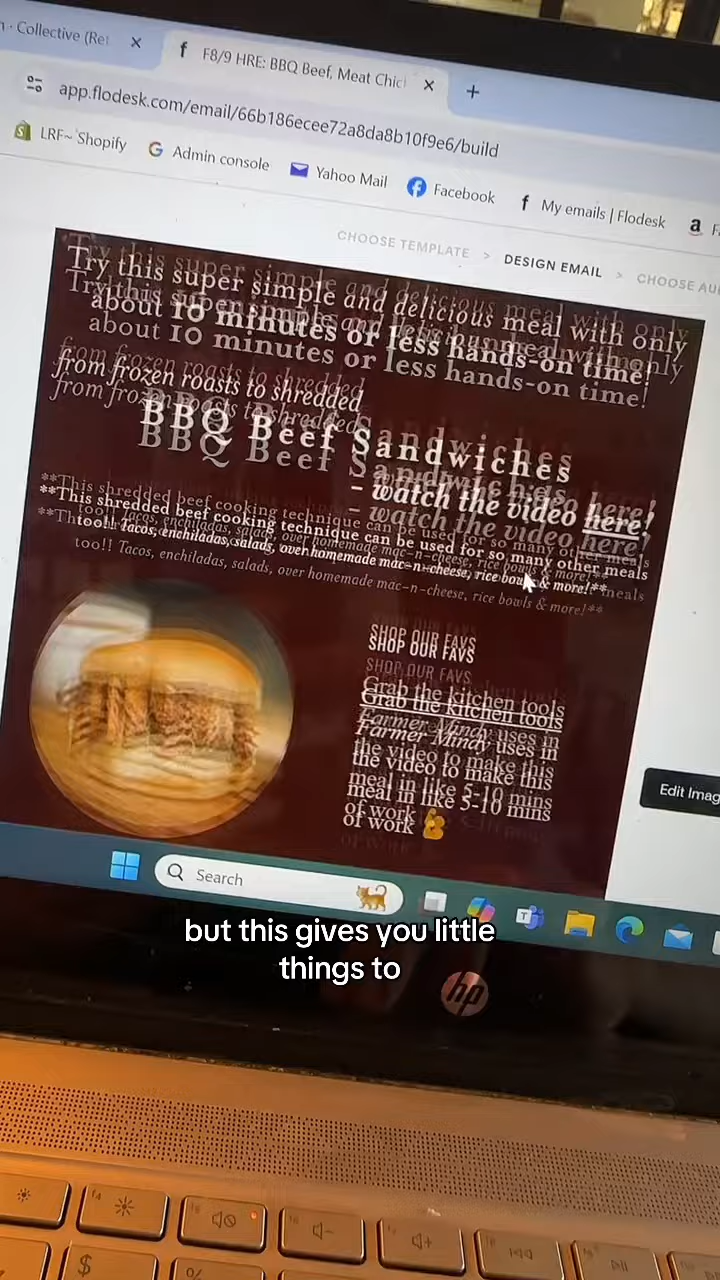 Collective (Ret
F8/9 HRE: BBQ Beef, Meat Chic
app.flodesk.com/email/66b186ecee72a8da8b10f9e6/build
LRF~ Shopify
Admin console
Yahoo Mail
Facebook
My emails | Flodesk
CHOOSE TEMPLATE > DESIGN EMAIL > CHOOSE AU
Try this super simple and delicious meal with only
about 10 minutes or less hands-on time!
from frozen roasts to shredded
BBQ Beef Sandwiches
- watch the video here!
**This shredded beef cooking technique can be used for so many other meals
too!! Tacos, enchiladas, salads, over homemade mac-n-cheese, rice bowls & more!**
SHOP OUR FAVS
Grab the kitchen tools
Farmer Mindy uses in
the video to make this
meal in like 5-10 mins
of work
Edit Imag
Search
but this gives you little
things to
hp
f4
$
%